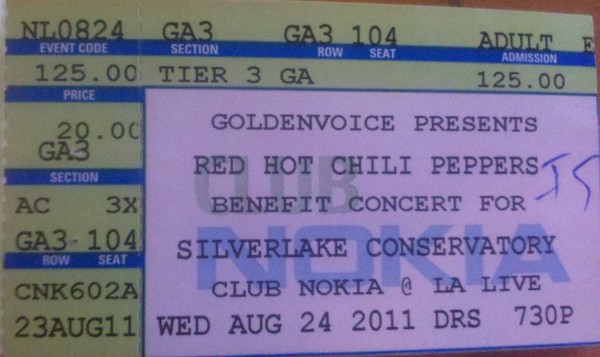 NL0824 GA3 GA3 104 ADULT E
EVENT CODE SECTION ROW SEAT ADMISSION
125.00 TIER 3 GA 125.00
PRICE
20.00
GA3
SECTION
AC 3X
GA3 104
ROW SEAT
CNK602A
23AUG11
GOLDENVOICE PRESENTS
RED HOT CHILI PEPPERS
BENEFIT CONCERT FOR
SILVERLAKE CONSERVATORY
CLUB NOKIA @ LA LIVE
WED AUG 24 2011 DRS 730P
CLUB
NOKIA